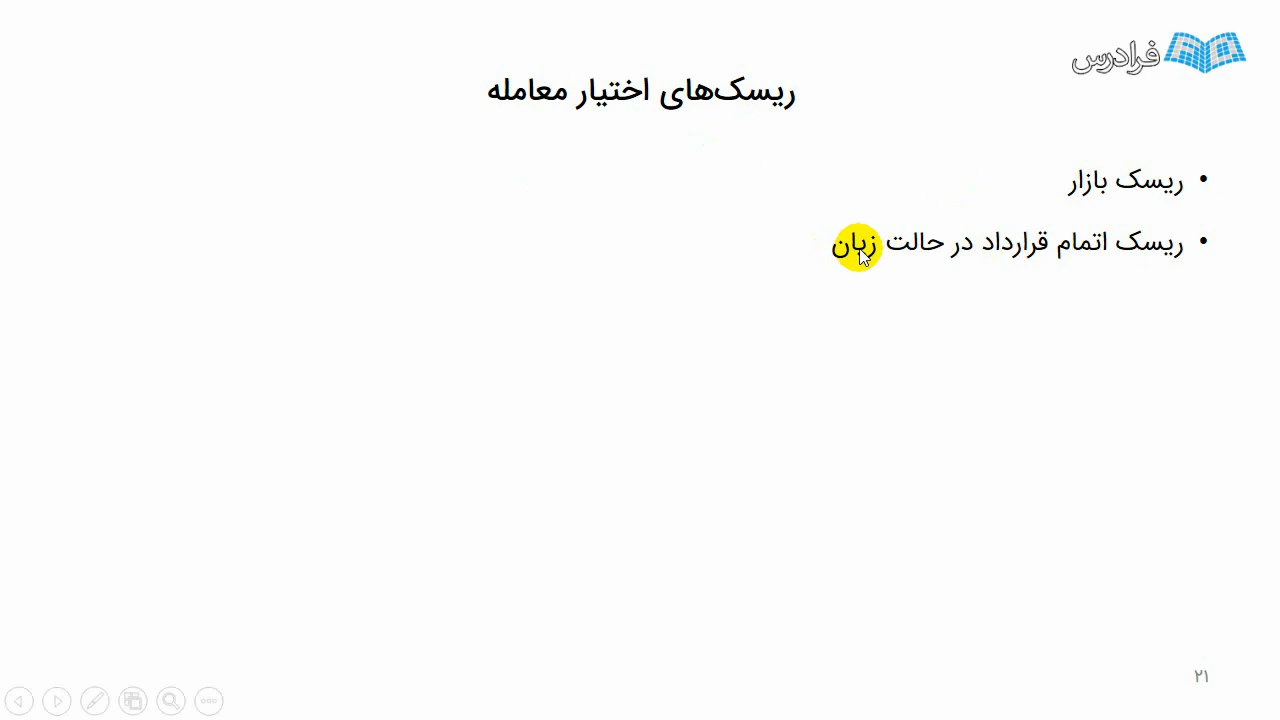 فرادرس
ریسک‌های اختیار معامله
• ریسک بازار
• ریسک اتمام قرارداد در حالت زیان
۲۱